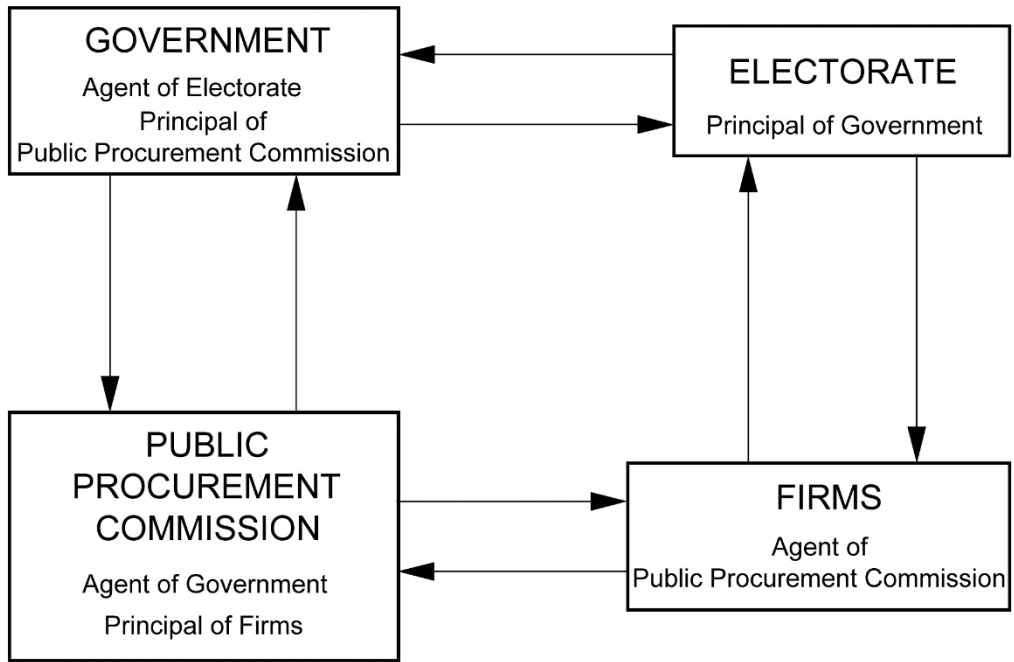 GOVERNMENT
Agent of Electorate
Principal of
Public Procurement Commission
ELECTORATE
Principal of Government
PUBLIC
PROCUREMENT
COMMISSION
Agent of Government
Principal of Firms
FIRMS
Agent of
Public Procurement Commission